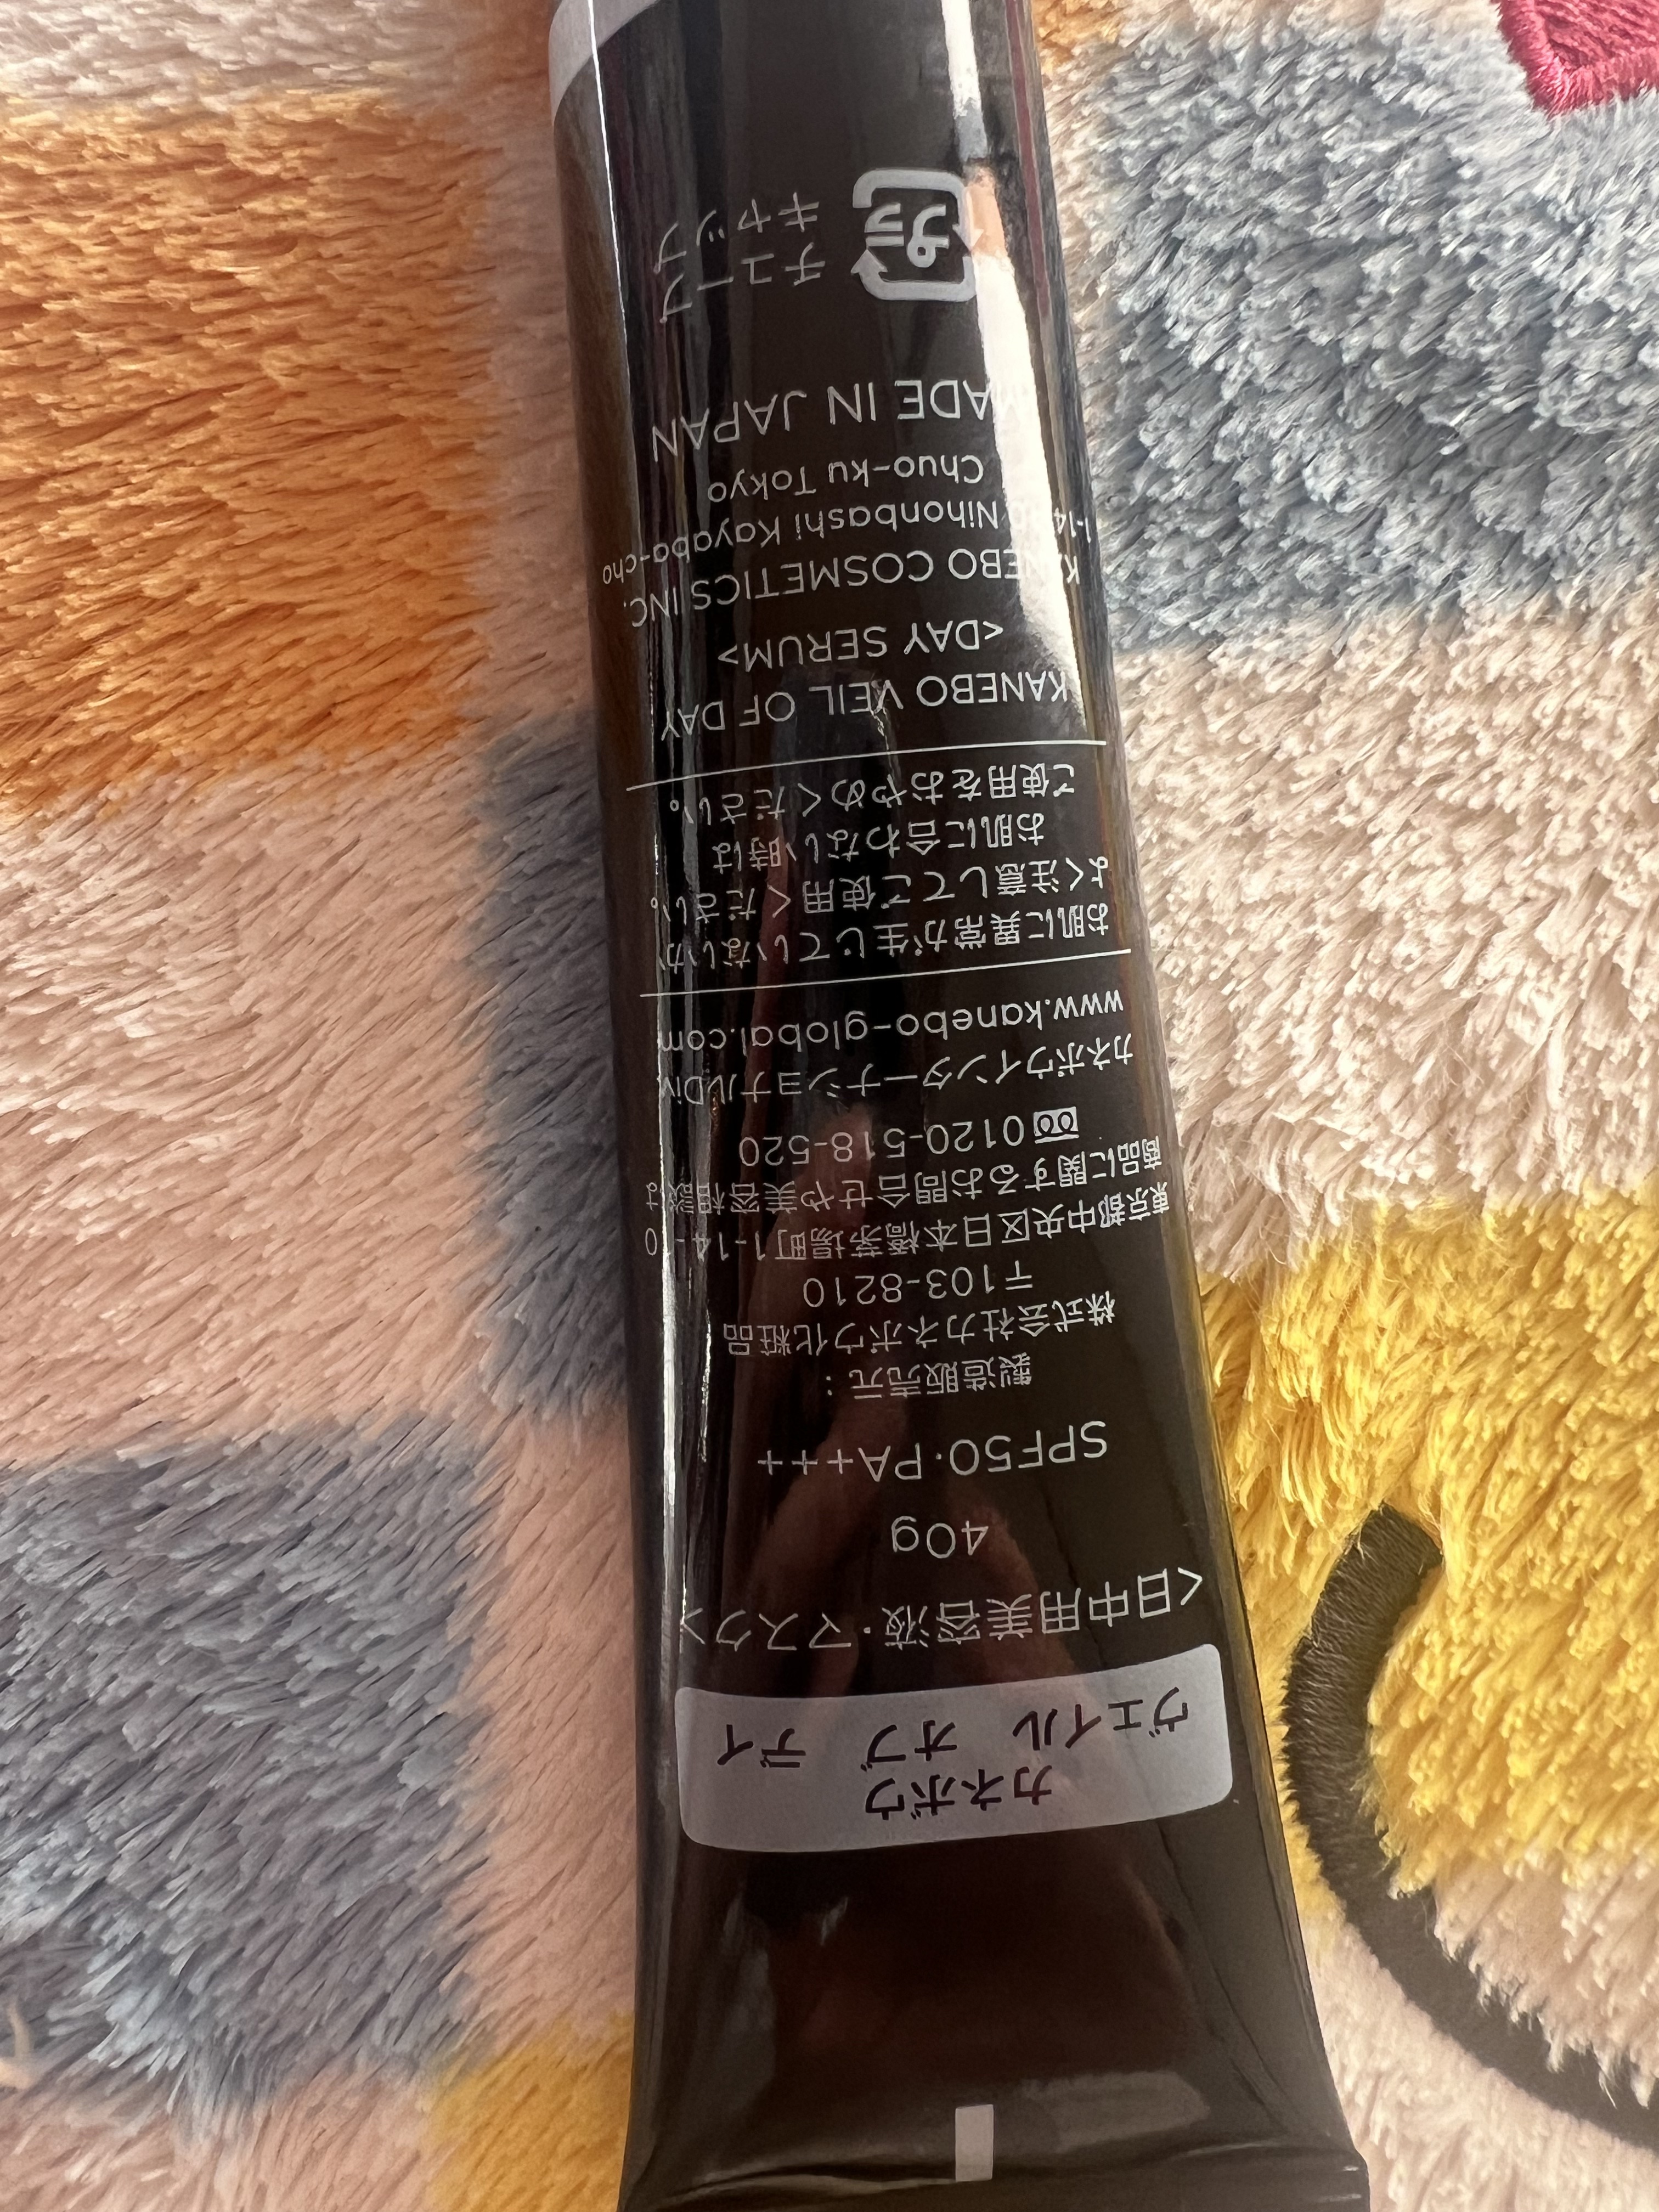 カネボウ
ヴェイル オブ デイ
<日中用美容液・マスク>
40g
SPF50・PA+++
製造販売元：
株式会社カネボウ化粧品
〒103-8210
東京都中央区日本橋茅場町1-14-10
商品に関するお問合せや美容相談は
0120-518-520
カネボウインターナショナルDiv.
www.kanebo-global.com
お肌に異常が生じていないか
よく注意してご使用ください。
お肌に合わない時は
ご使用をおやめください。
KANEBO VEIL OF DAY
<DAY SERUM>
KANEBO COSMETICS INC.
1-14-10 Nihonbashi Kayaba-cho
Chuo-ku Tokyo
MADE IN JAPAN
プラ
チューブ
キャップ